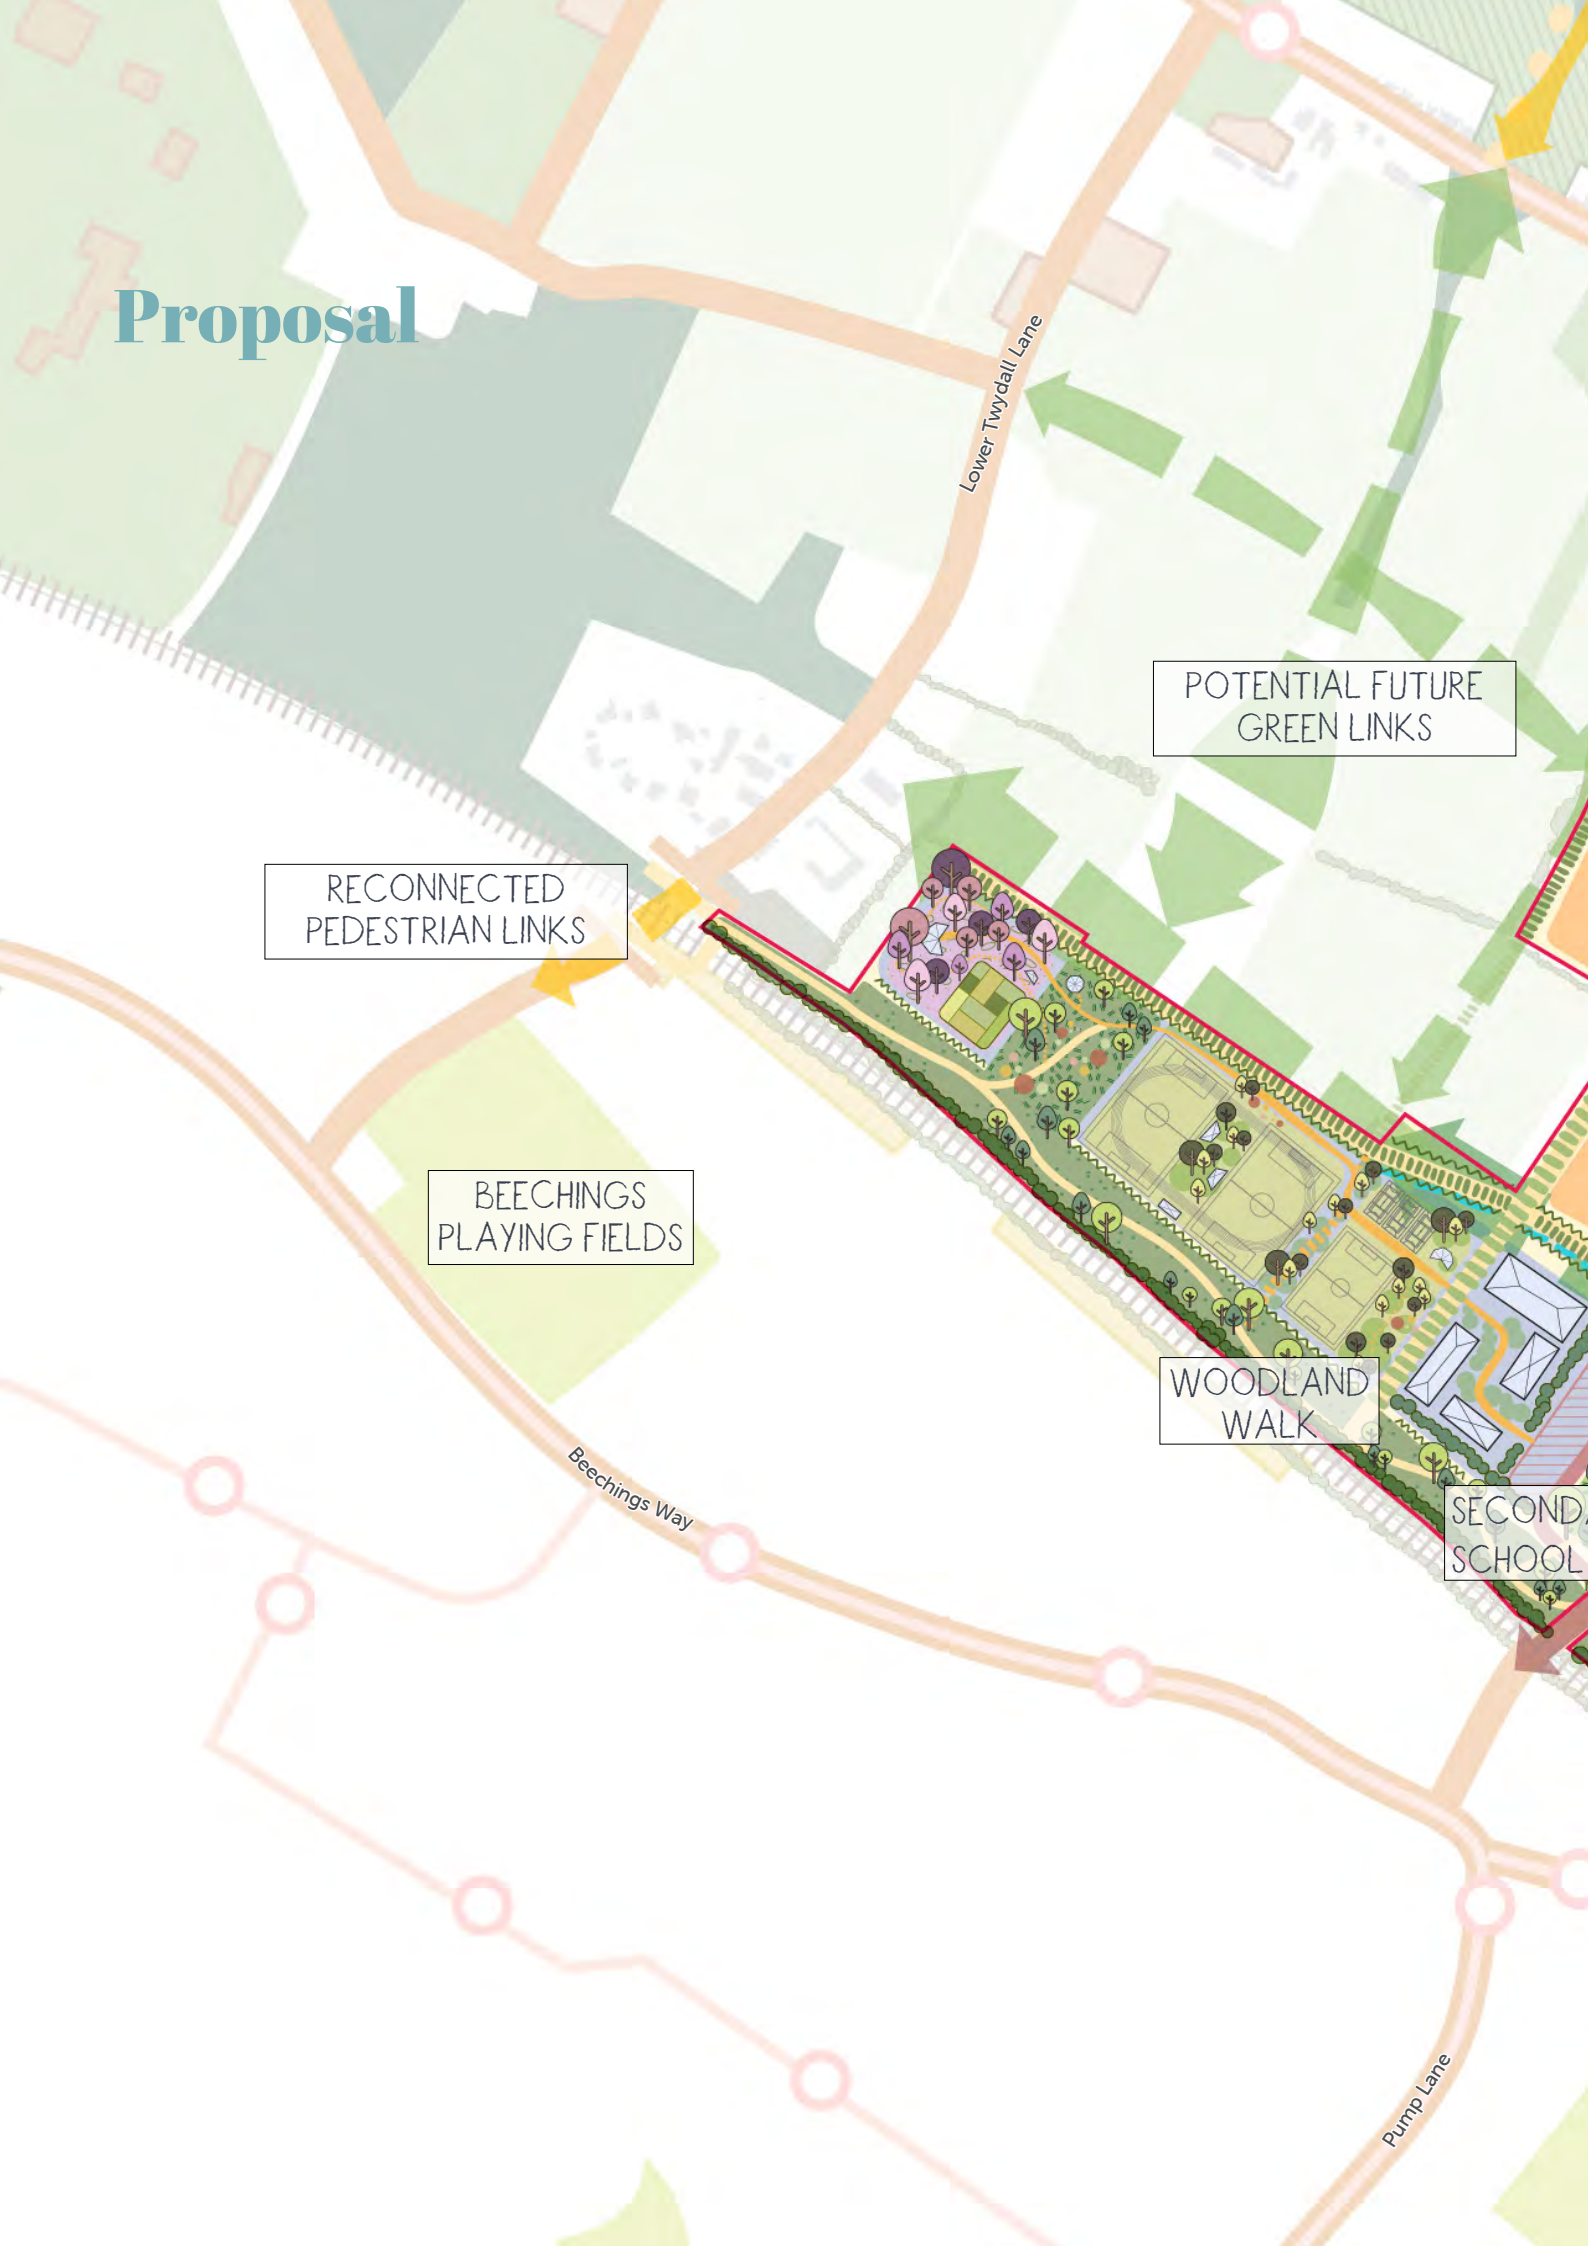 Proposal
Lower Twydall Lane
POTENTIAL FUTURE
GREEN LINKS
RECONNECTED
PEDESTRIAN LINKS
BEECHINGS
PLAYING FIELDS
WOODLAND
WALK
Beechings Way
SCHOOL
Pump Lane